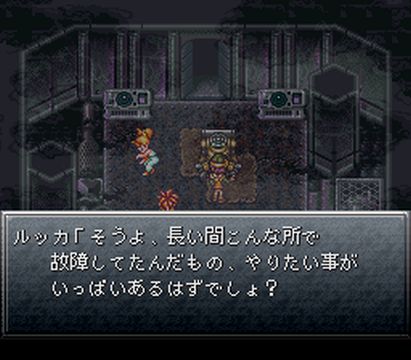 ルッカ「そうよ、長い間こんな所で
故障してたんだもの、やりたい事が
いっぱいあるはずでしょ？